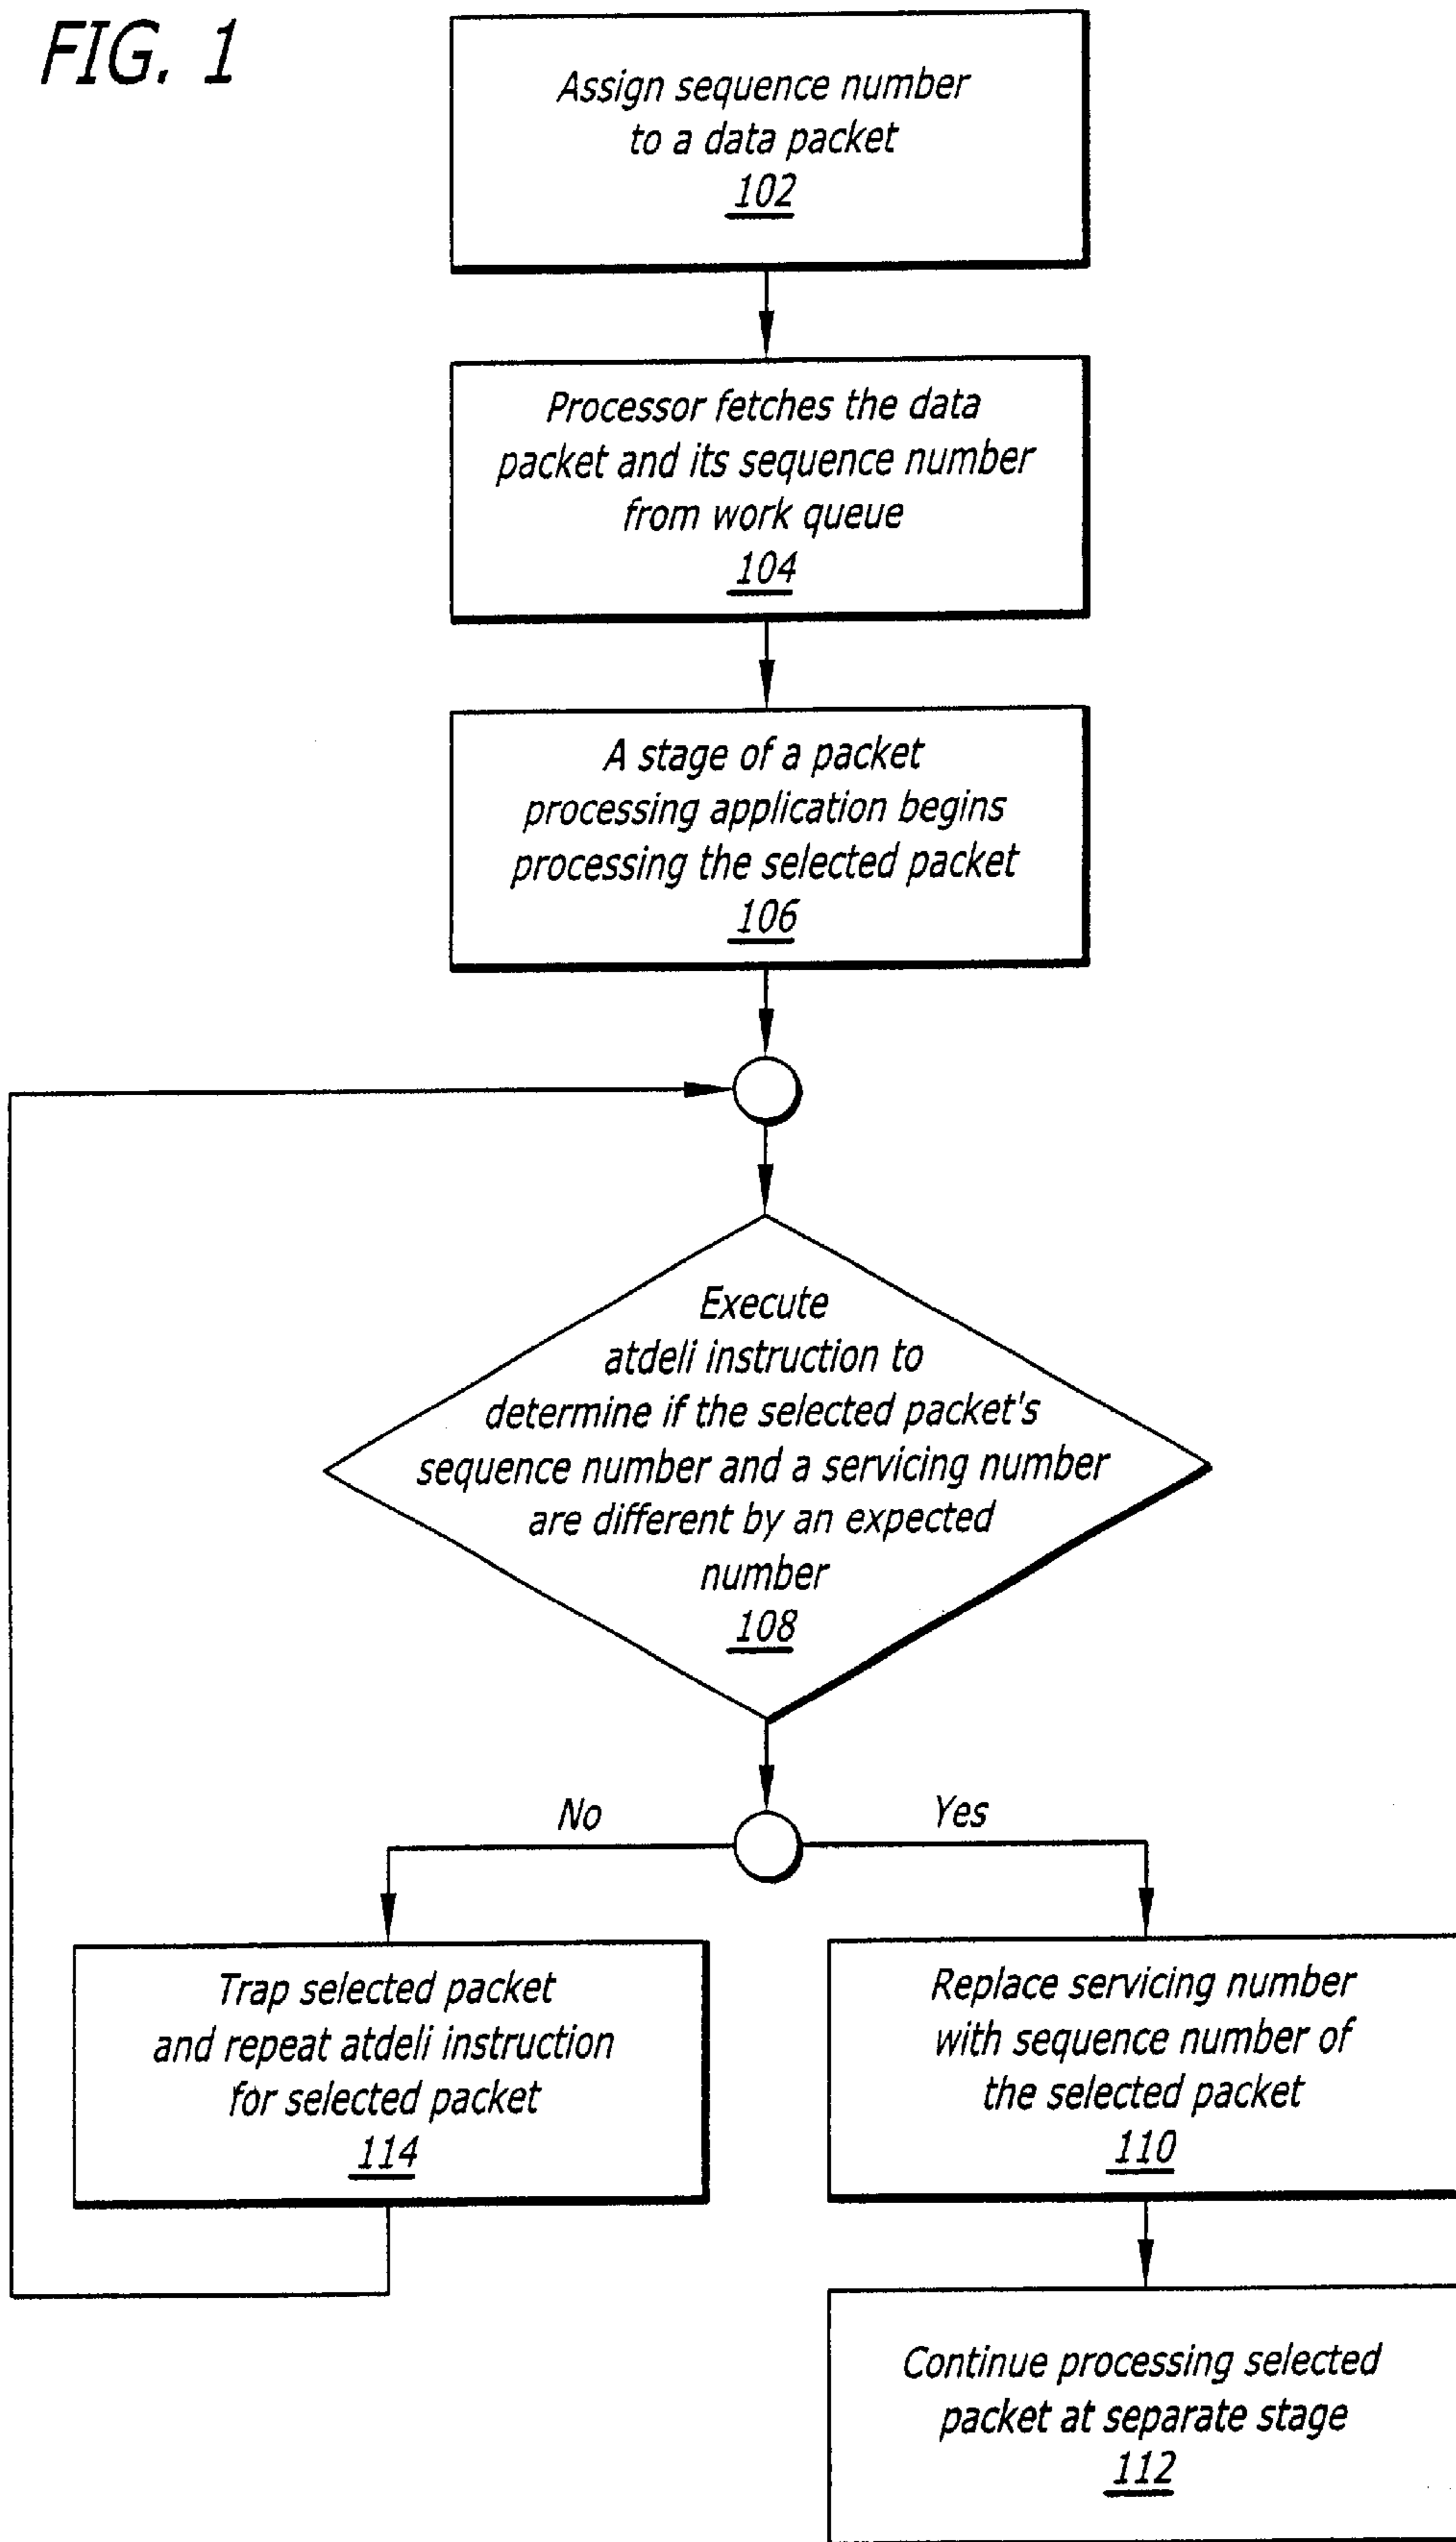 FIG. 1
Assign sequence number
to a data packet
102
Processor fetches the data
packet and its sequence number
from work queue
104
A stage of a packet
processing application begins
processing the selected packet
106
Execute
atdeli instruction to
determine if the selected packet's
sequence number and a servicing number
are different by an expected
number
108
No
Yes
Trap selected packet
and repeat atdeli instruction
for selected packet
114
Replace servicing number
with sequence number of
the selected packet
110
Continue processing selected
packet at separate stage
112